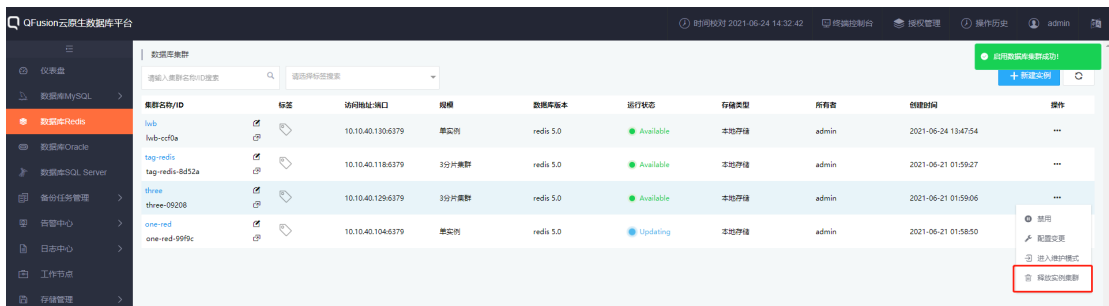 QFusion云原生数据库平台
时间校对 2021-06-24 14:32:42 终端控制台 授权管理 操作历史 admin
仪表盘
数据库MySQL
数据库Redis
数据库Oracle
数据库SQL Server
备份任务管理
告警中心
日志中心
工作节点
存储管理
数据库集群
启用数据库集群成功!
请输入集群名称/ID搜索 请选择标签搜索 新建实例
集群名称/ID 标签 访问地址:端口 规模 数据库版本 运行状态 存储类型 所有者 创建时间 操作
lwb
lwb-ccf0a 10.10.40.130:6379 单实例 redis 5.0 Available 本地存储 admin 2021-06-24 13:47:54
tag-redis
tag-redis-8d52a 10.10.40.118:6379 3分片集群 redis 5.0 Available 本地存储 admin 2021-06-21 01:59:27
three
three-09208 10.10.40.129:6379 3分片集群 redis 5.0 Available 本地存储 admin 2021-06-21 01:59:06
one-red
one-red-99f9c 10.10.40.104:6379 单实例 redis 5.0 Updating 本地存储 admin 2021-06-21 01:58:50
禁用
配置变更
进入维护模式
释放实例集群